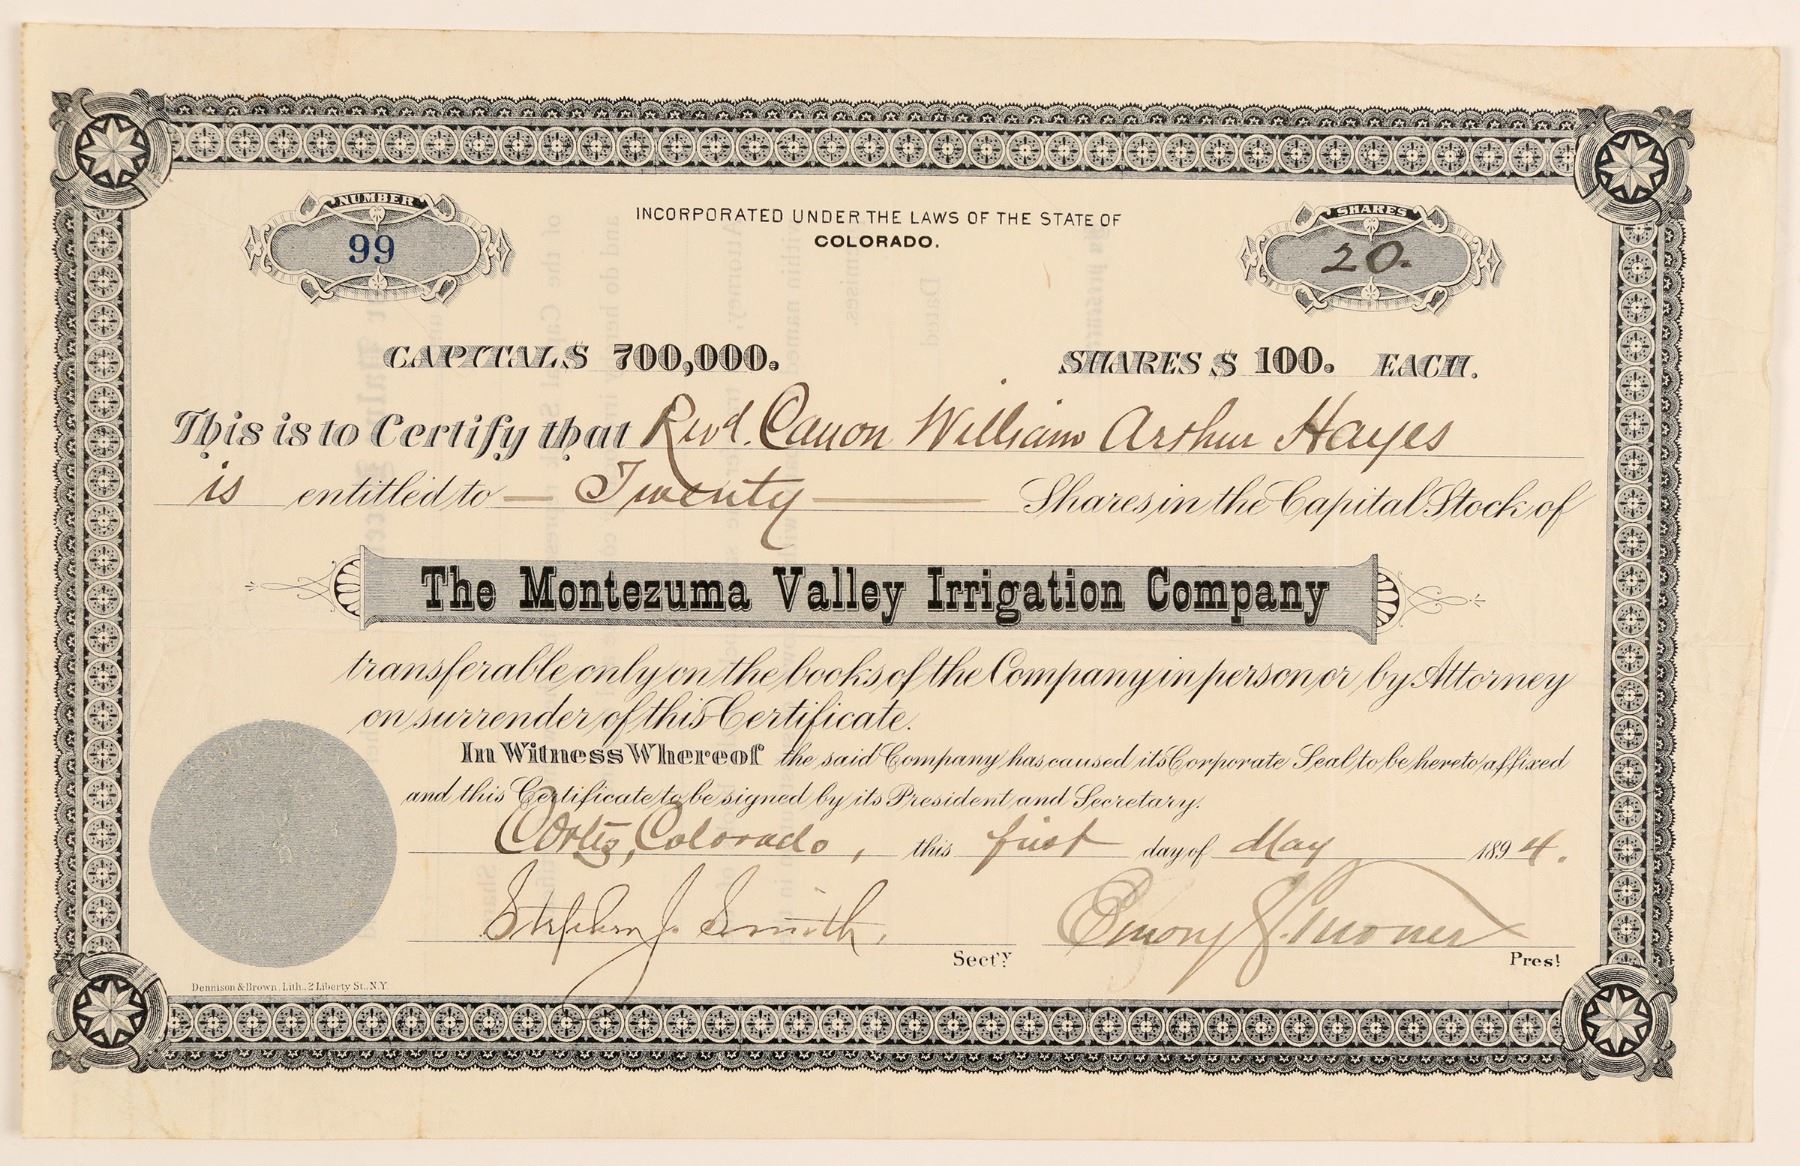 NUMBER
99
INCORPORATED UNDER THE LAWS OF THE STATE OF
COLORADO.
SHARES
20.
CAPITAL $ 700,000.
SHARES $ 100. EACH.
This is to Certify that Revd. Canon William Arthur Hayes
is entitled to — Twenty — Shares in the Capital Stock of
The Montezuma Valley Irrigation Company
transferable only on the books of the Company in person or by Attorney
on surrender of this Certificate.
In Witness Whereof the said Company has caused its Corporate Seal to be hereto affixed
and this Certificate to be signed by its President and Secretary.
Cortez, Colorado, this first day of May 1894.
Stephen J. Smith.
Emory
Sect'y.
Pres!
Dennison & Brown, Lith., 2 Liberty St., N.Y.